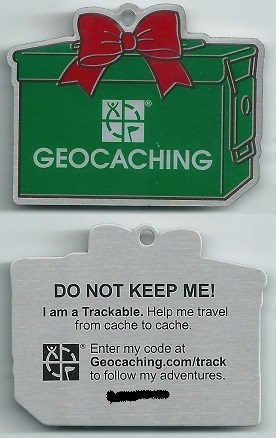 ®
GEOCACHING
DO NOT KEEP ME!
I am a Trackable. Help me travel
from cache to cache.
® Enter my code at
Geocaching.com/track
to follow my adventures.